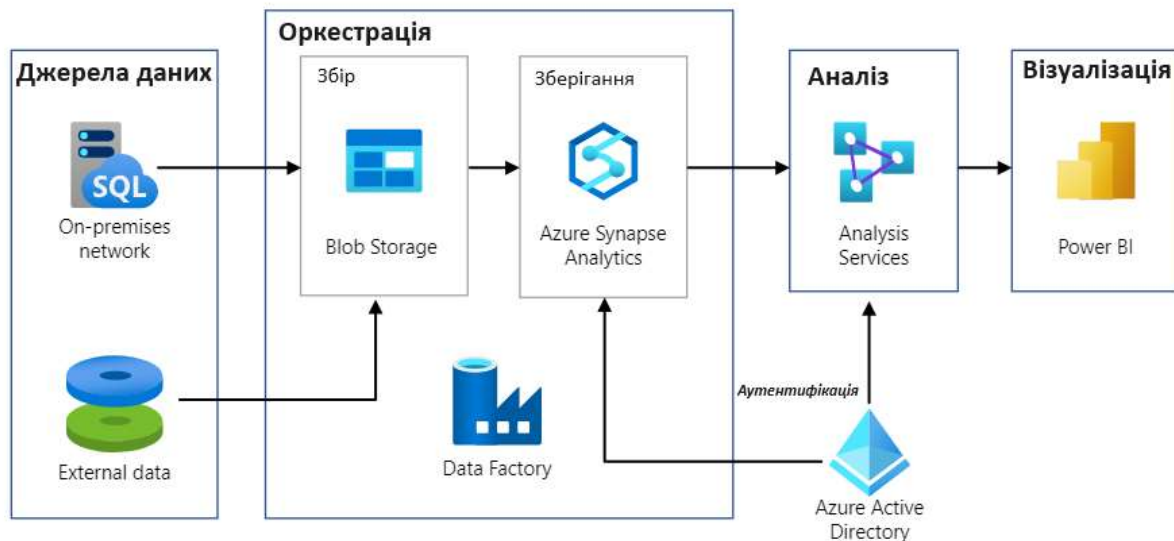 Джерела даних
SQL
On-premises
network
External data
Оркестрація
Збір
Blob Storage
Зберігання
Azure Synapse
Analytics
Data Factory
Аналіз
Analysis
Services
Аутентифікація
Azure Active
Directory
Візуалізація
Power BI